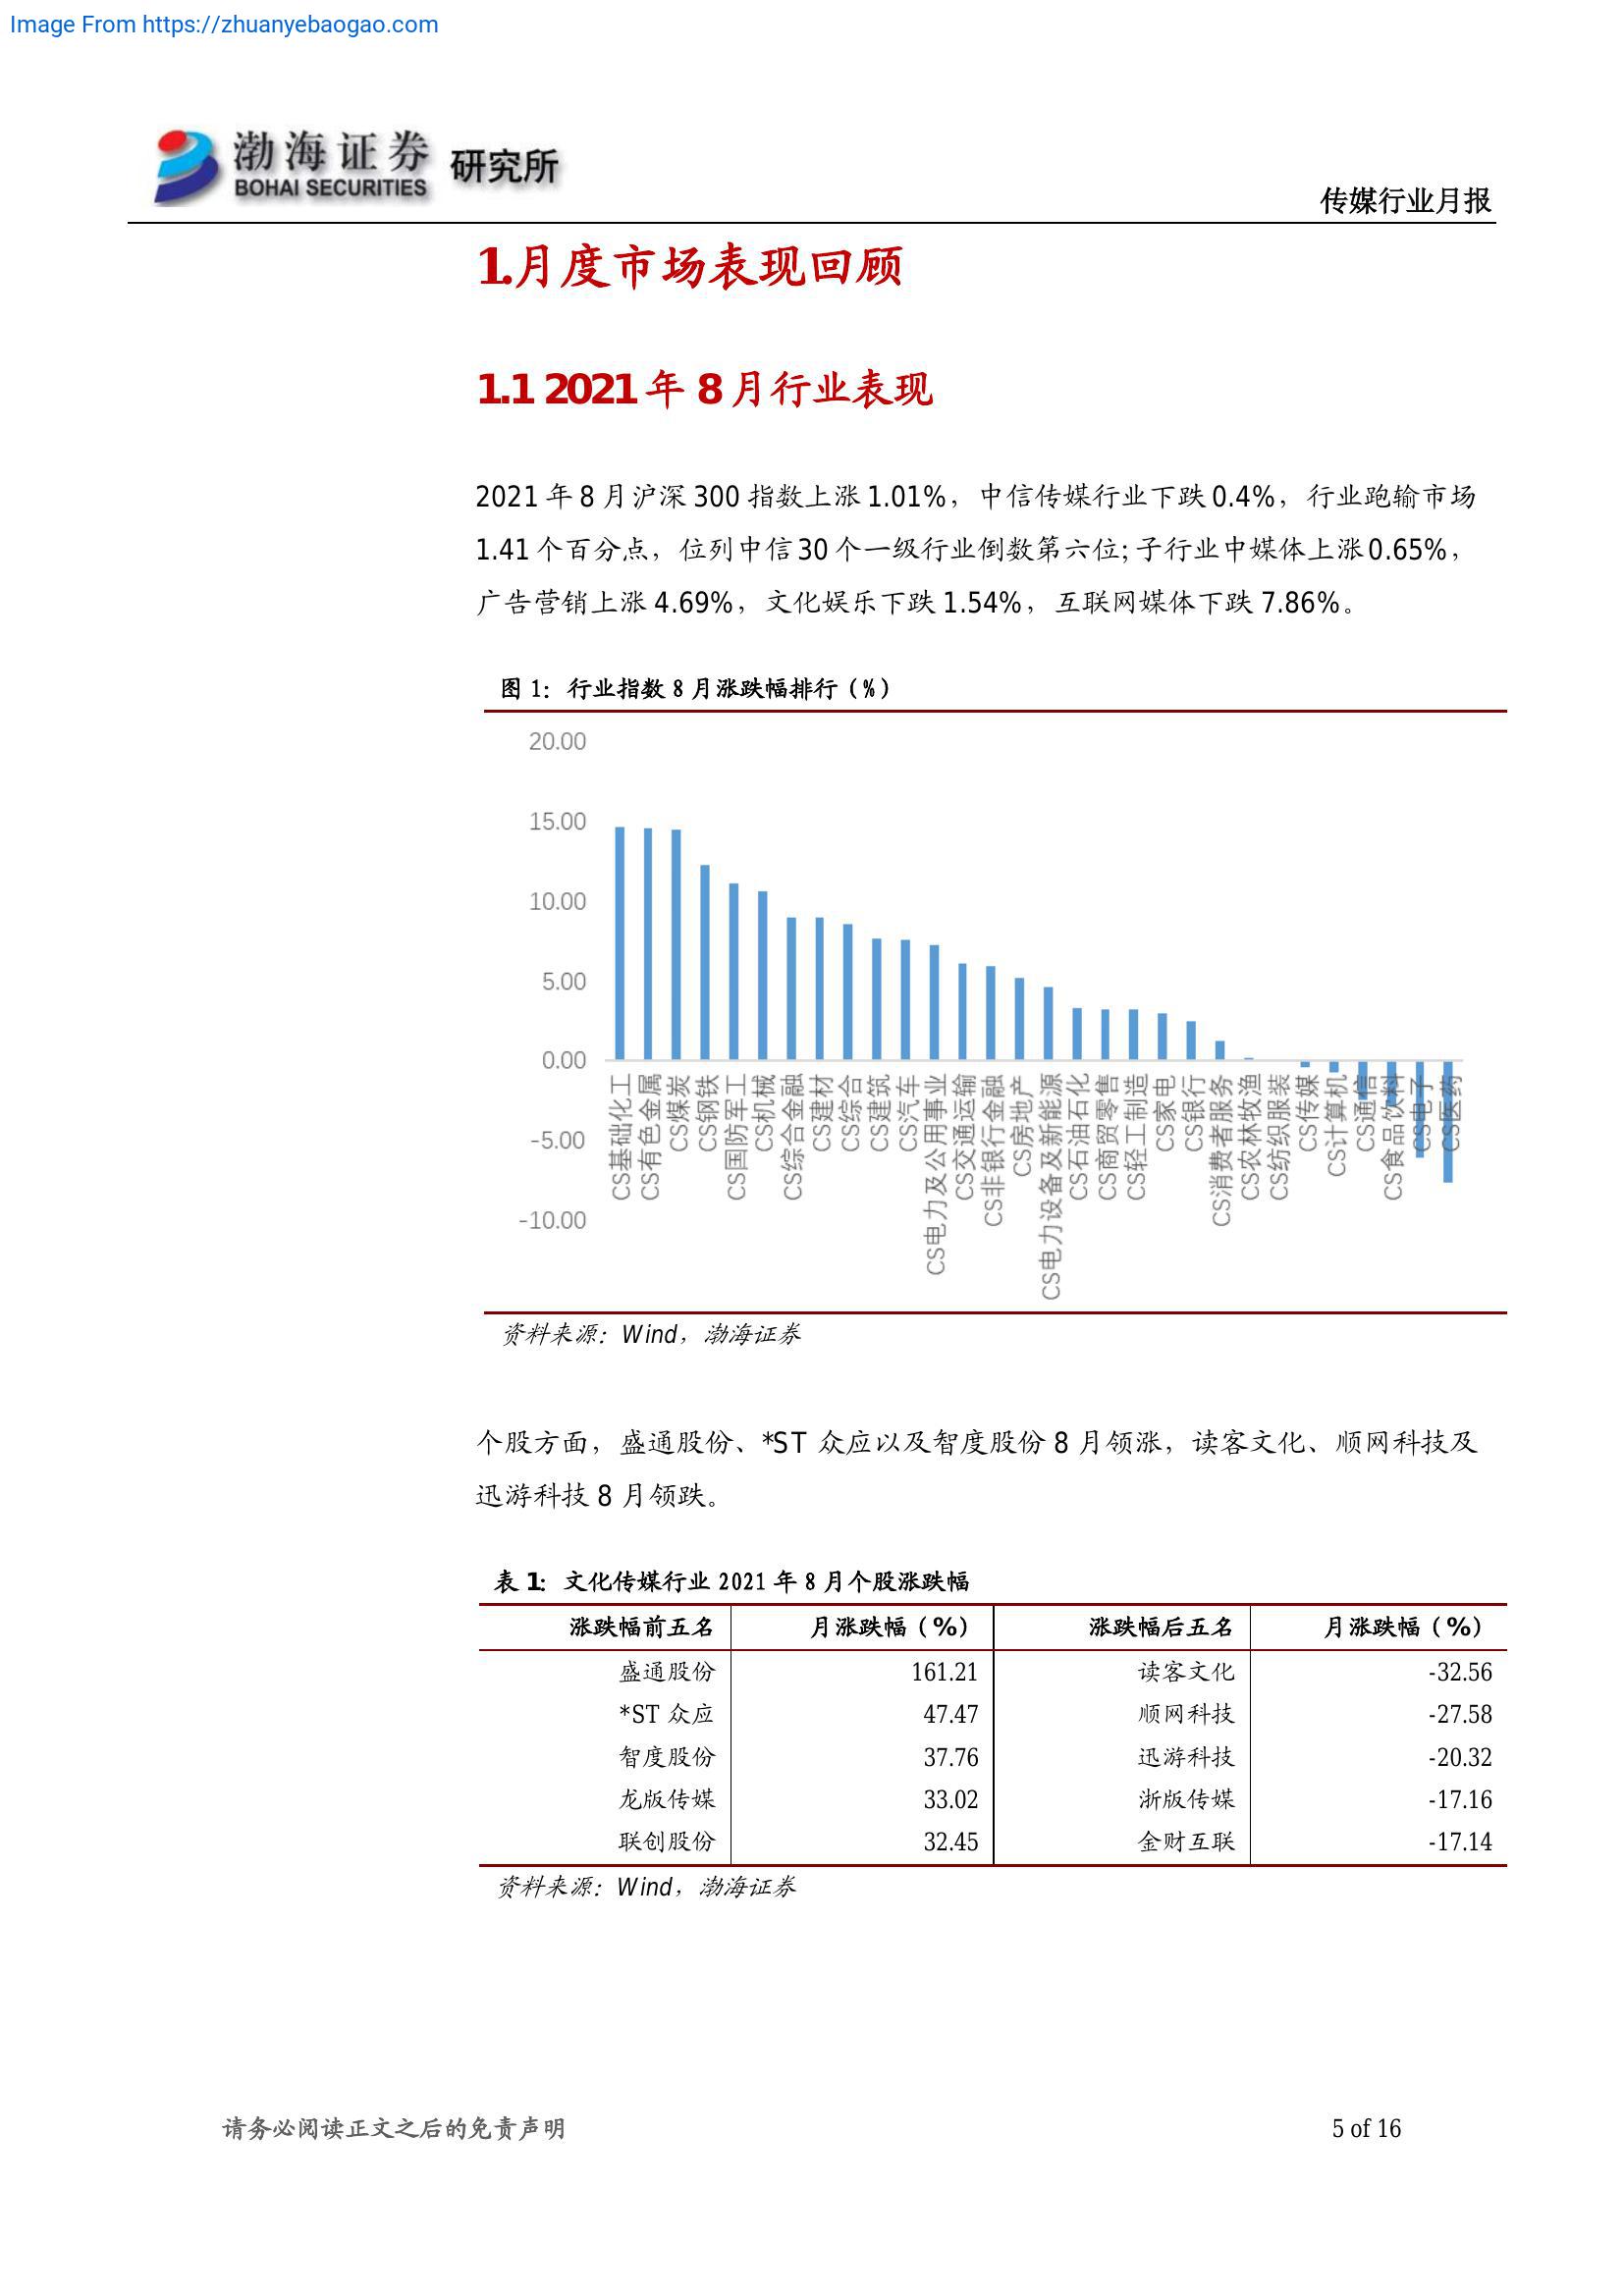 Image From https://zhuanyebaogao.com
渤海证券 研究所
BOHAI SECURITIES
传媒行业月报
1.月度市场表现回顾
1.1 2021 年 8 月行业表现
2021 年 8 月沪深 300 指数上涨 1.01%，中信传媒行业下跌 0.4%，行业跑输市场
1.41 个百分点，位列中信 30 个一级行业倒数第六位；子行业中媒体上涨 0.65%，
广告营销上涨 4.69%，文化娱乐下跌 1.54%，互联网媒体下跌 7.86%。
图 1：行业指数 8 月涨跌幅排行（%）
20.00
15.00
10.00
5.00
0.00
-5.00
-10.00
CS基础化工
CS有色金属
CS煤炭
CS钢铁
CS国防军工
CS机械
CS综合金融
CS建材
CS综合
CS建筑
CS汽车
CS电力及公用事业
CS交通运输
CS非银行金融
CS房地产
CS电力设备及新能源
CS石油石化
CS商贸零售
CS轻工制造
CS家电
CS银行
CS消费者服务
CS农林牧渔
CS纺织服装
CS传媒
CS计算机
CS通信
CS食品饮料
CS电子
CS医药
资料来源：Wind，渤海证券
个股方面，盛通股份、*ST 众应以及智度股份 8 月领涨，读客文化、顺网科技及
迅游科技 8 月领跌。
表 1：文化传媒行业 2021 年 8 月个股涨跌幅
涨跌幅前五名 月涨跌幅（%） 涨跌幅后五名 月涨跌幅（%）
盛通股份 161.21 读客文化 -32.56
*ST 众应 47.47 顺网科技 -27.58
智度股份 37.76 迅游科技 -20.32
龙版传媒 33.02 浙版传媒 -17.16
联创股份 32.45 金财互联 -17.14
资料来源：Wind，渤海证券
请务必阅读正文之后的免责声明 5 of 16